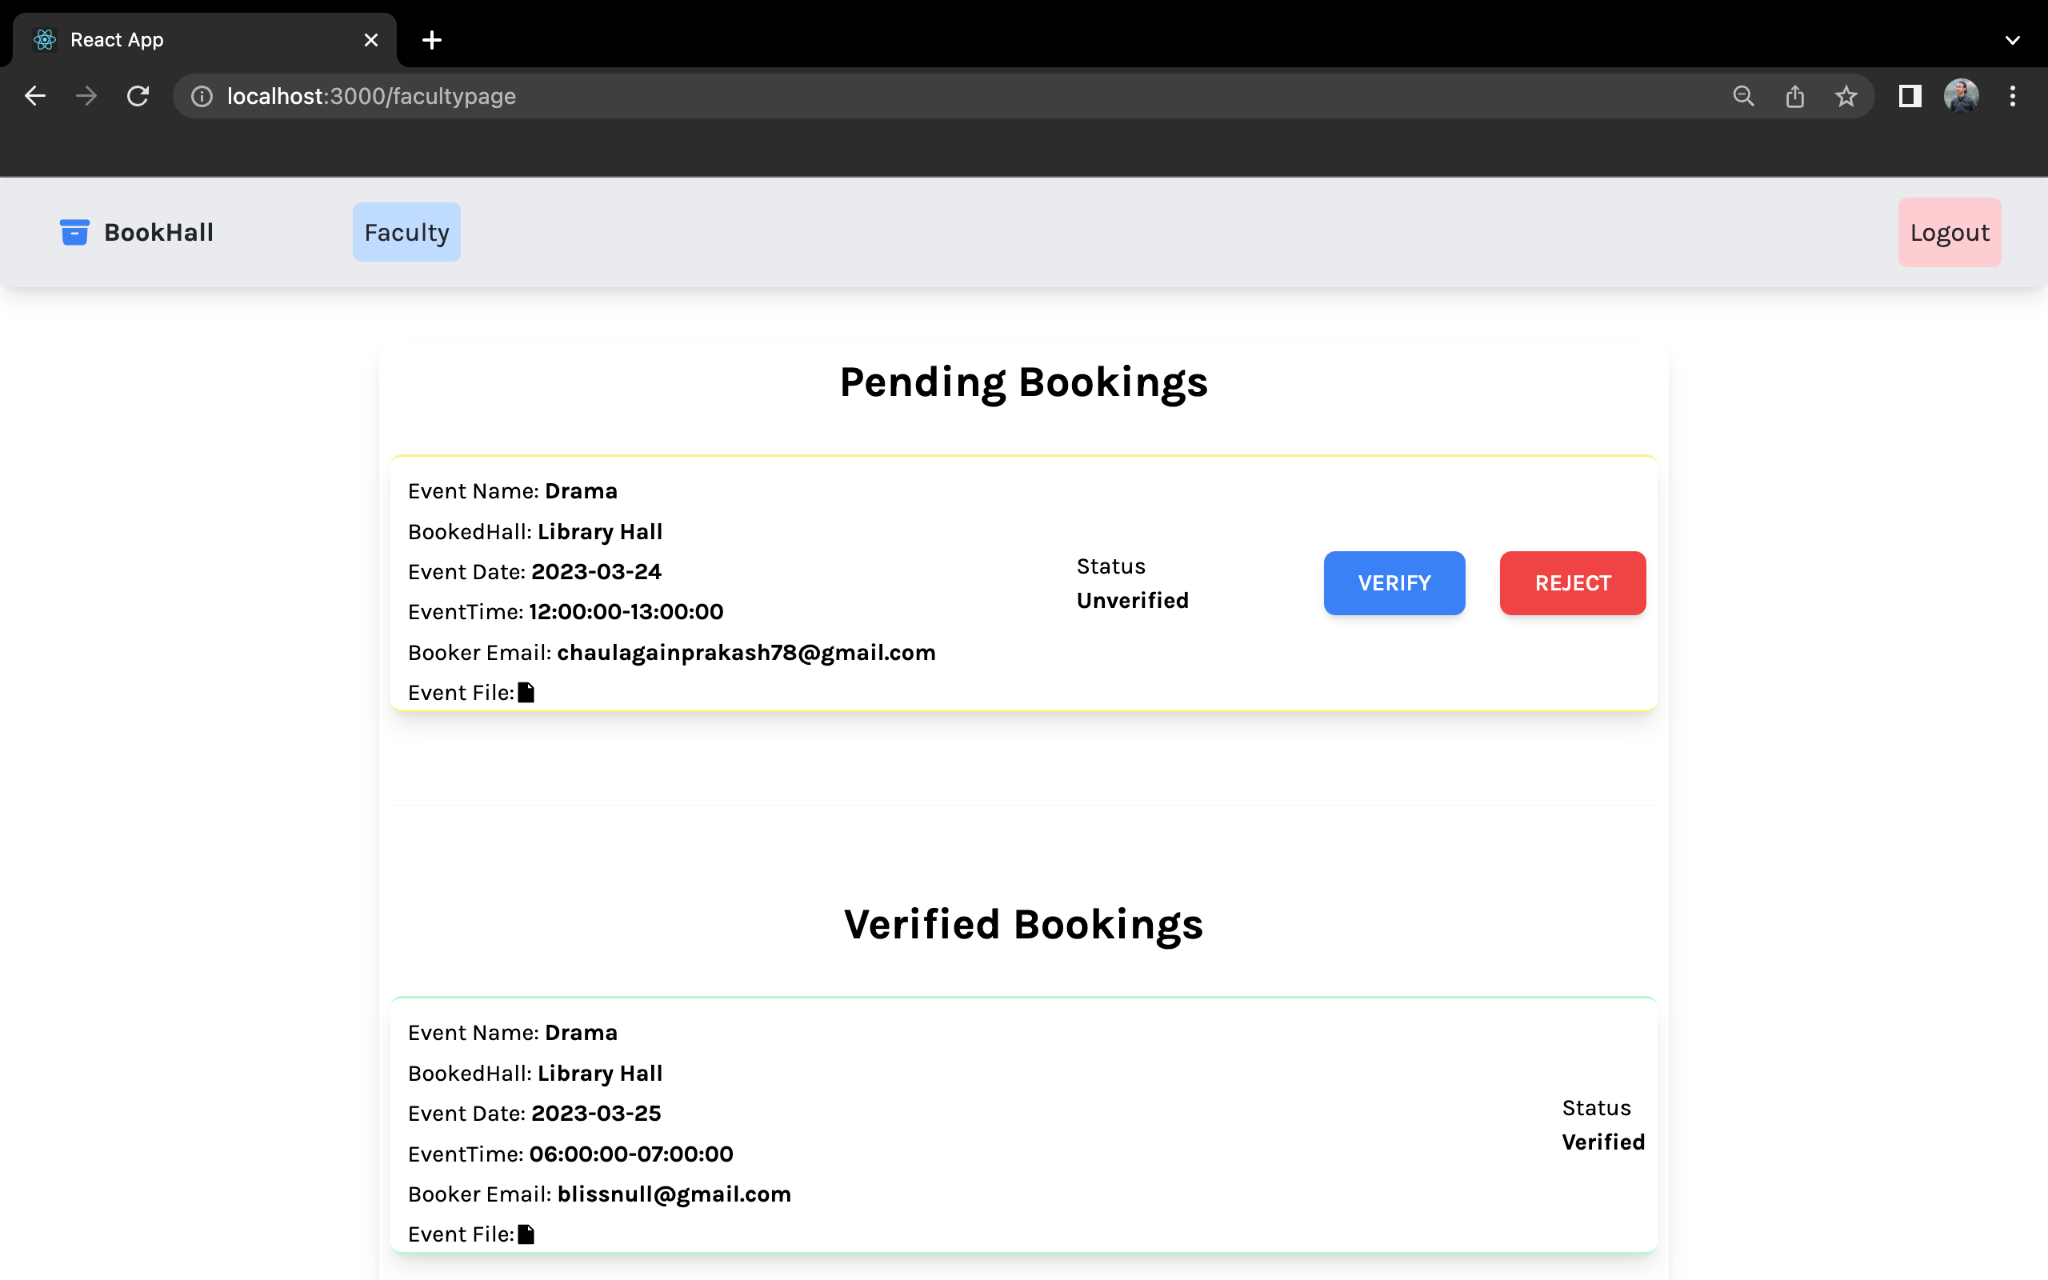 React App
localhost:3000/facultypage
BookHall
Faculty
Logout
Pending Bookings
Event Name: Drama
BookedHall: Library Hall
Event Date: 2023-03-24
EventTime: 12:00:00-13:00:00
Booker Email: chaulagainprakash78@gmail.com
Event File:
Status
Unverified
VERIFY
REJECT
Verified Bookings
Event Name: Drama
BookedHall: Library Hall
Event Date: 2023-03-25
EventTime: 06:00:00-07:00:00
Booker Email: blissnull@gmail.com
Event File:
Status
Verified